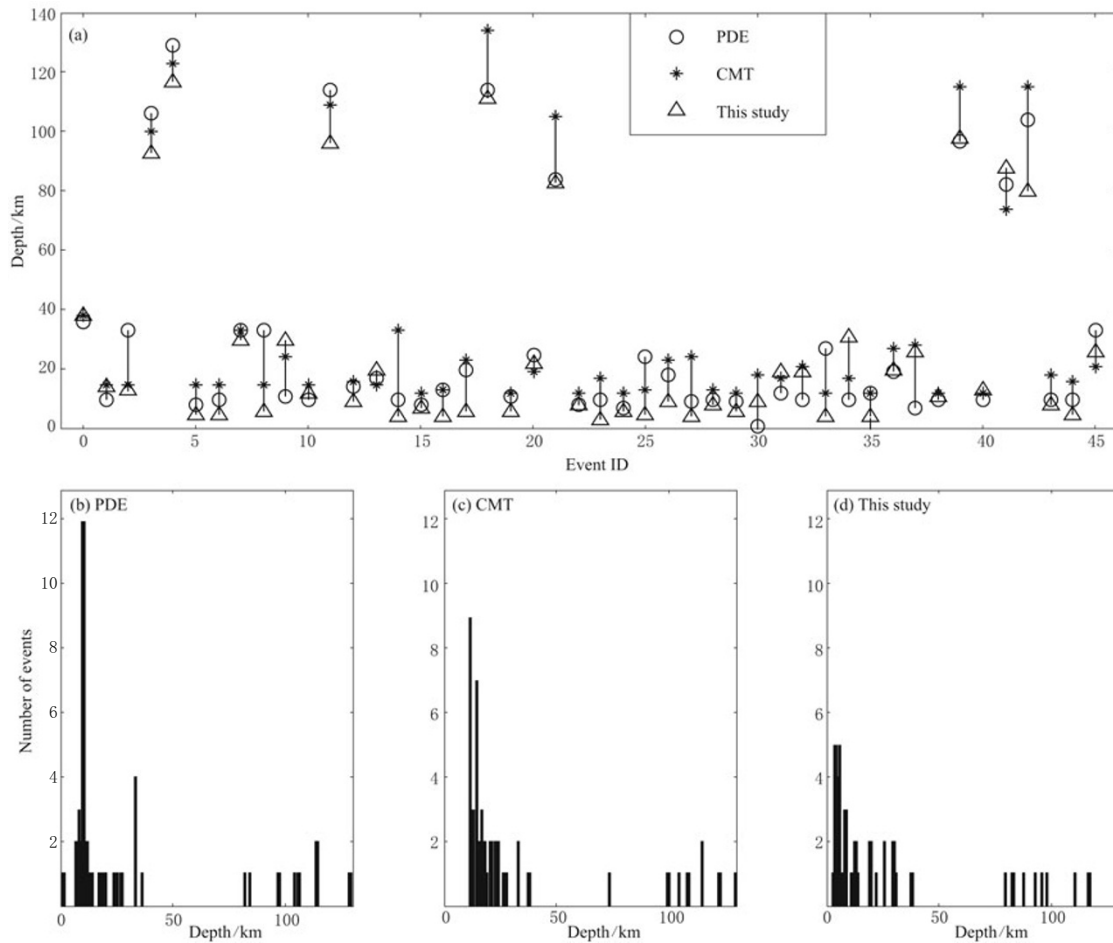 140
(a)
PDE
CMT
This study
120
100
80
60
40
20
0
Depth/km
0 5 10 15 20 25 30 35 40 45
Event ID
(b) PDE
(c) CMT
(d) This study
12 12 12
10 10 10
8 8 8
6 6 6
4 4 4
2 2 2
Number of events
0 50 100 0 50 100 0 50 100
Depth/km Depth/km Depth/km